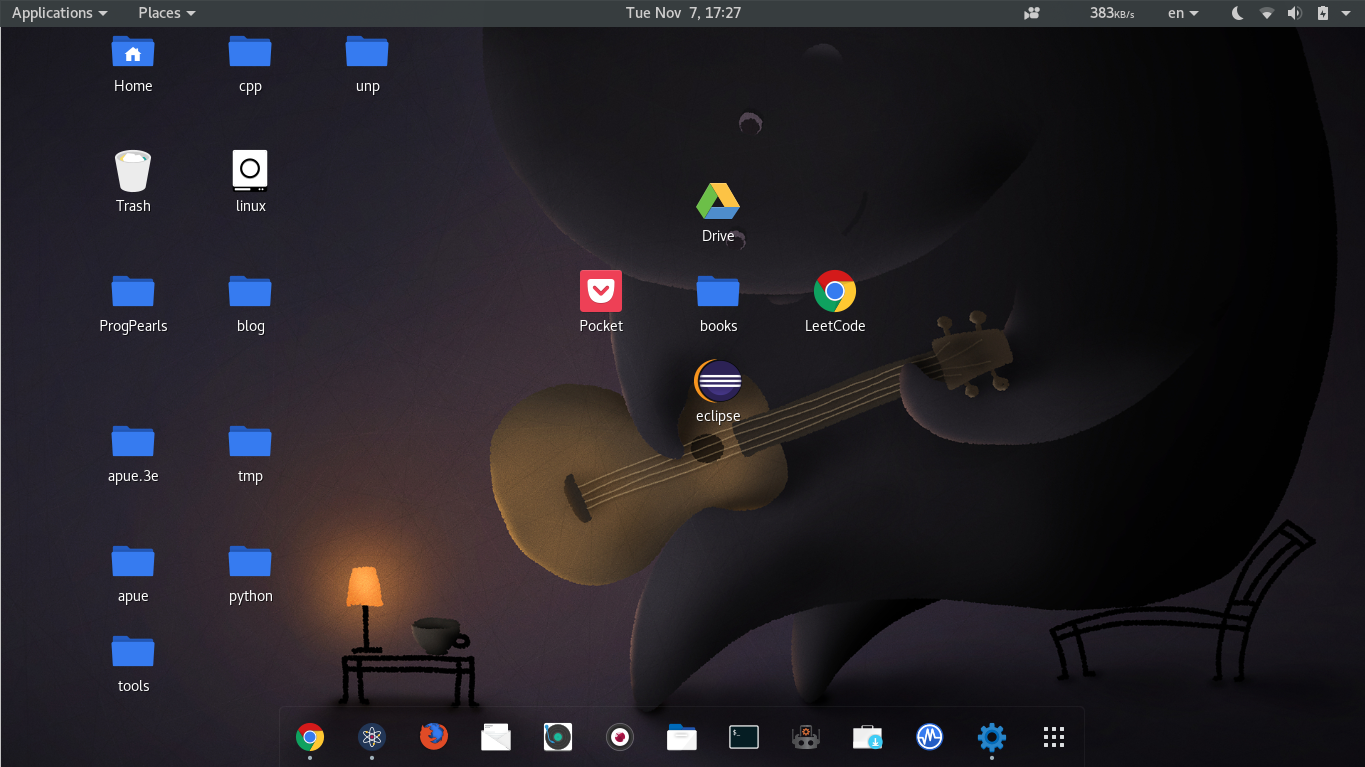 Applications Places Tue Nov 7, 17:27 383KB/s en
Home cpp unp
Trash linux
Drive
ProgPearls blog Pocket books LeetCode
eclipse
apue.3e tmp
apue python
tools
$_